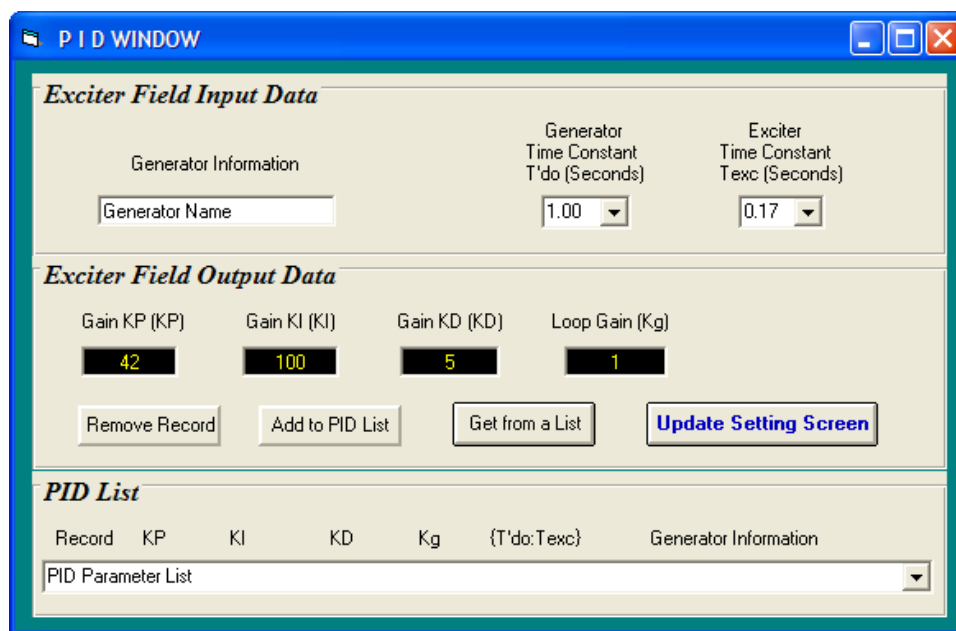 P I D WINDOW
Exciter Field Input Data
Generator Information
Generator
Time Constant
T'do (Seconds)
Exciter
Time Constant
Texc (Seconds)
Generator Name
1.00
0.17
Exciter Field Output Data
Gain KP (KP)
Gain KI (KI)
Gain KD (KD)
Loop Gain (Kg)
42
100
5
1
Remove Record
Add to PID List
Get from a List
Update Setting Screen
PID List
Record KP KI KD Kg {T'do:Texc} Generator Information
PID Parameter List